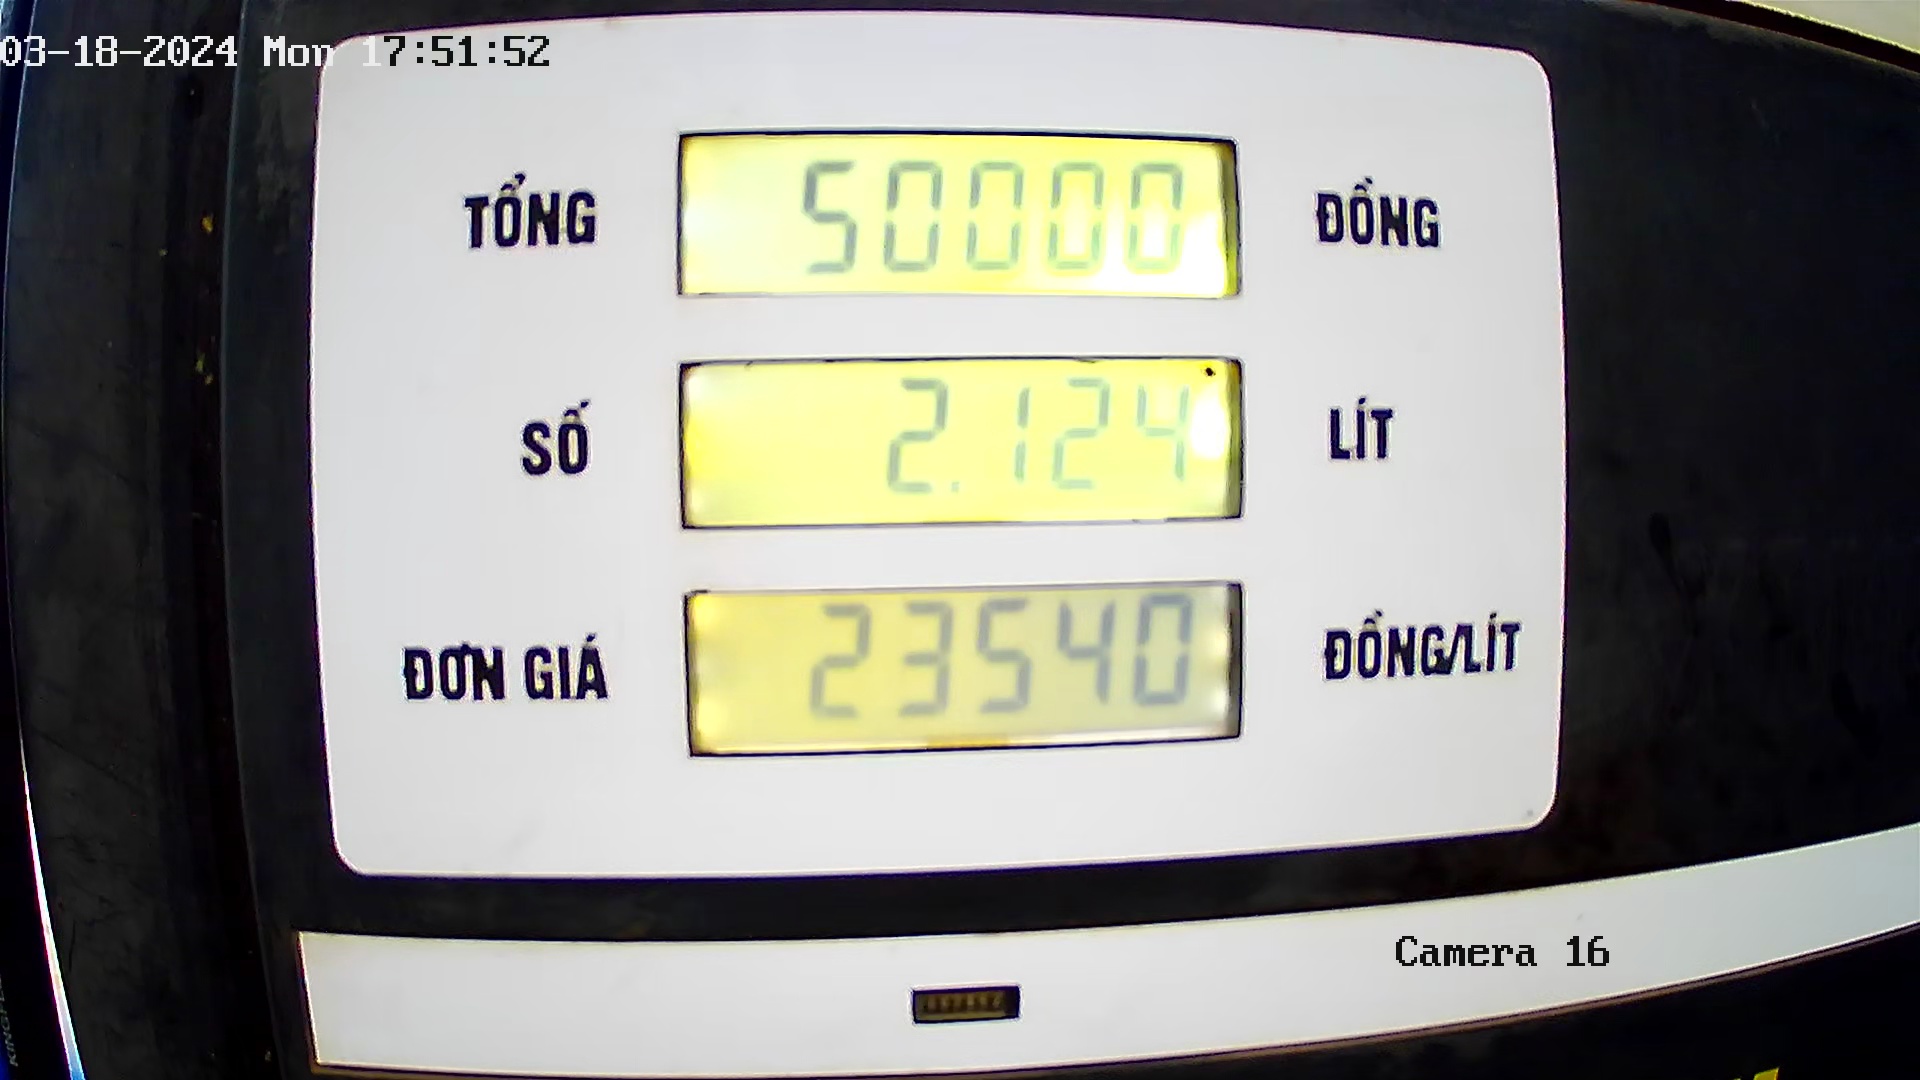 03-18-2024 Mon 17:51:52
TỔNG 50000 ĐỒNG
SỐ 2.124 LÍT
ĐƠN GIÁ 23540 ĐỒNG/LÍT
Camera 16